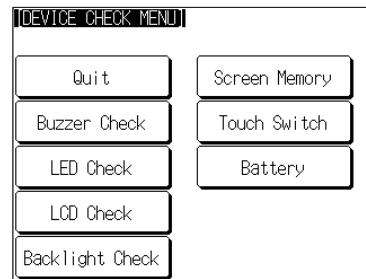 [DEVICE CHECK MENU]
Quit
Screen Memory
Buzzer Check
Touch Switch
LED Check
Battery
LCD Check
Backlight Check